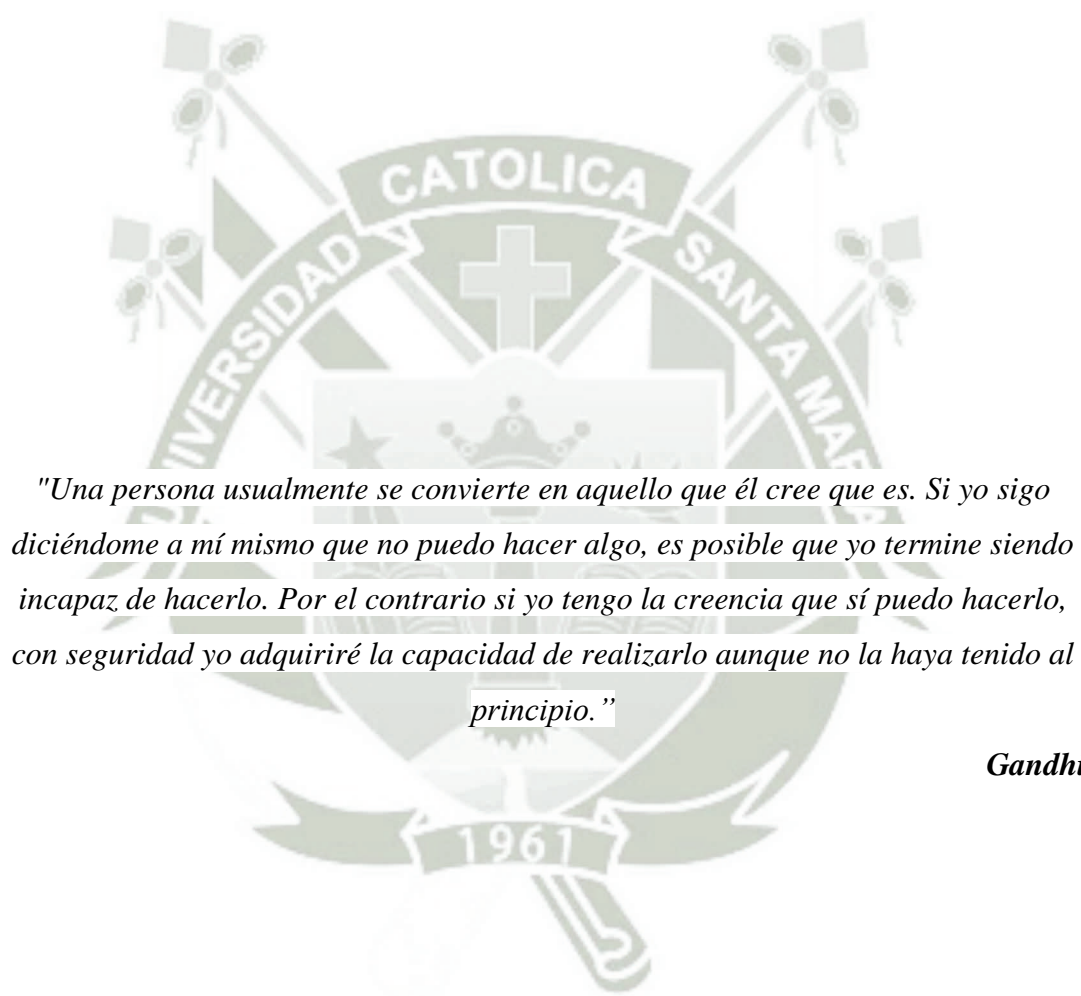 CATOLICA
UNIVERSIDAD
SANTA
"Una persona usualmente se convierte en aquello que él cree que es. Si yo sigo
diciéndome a mí mismo que no puedo hacer algo, es posible que yo termine siendo
incapaz de hacerlo. Por el contrario si yo tengo la creencia que sí puedo hacerlo,
con seguridad yo adquiriré la capacidad de realizarlo aunque no la haya tenido al
principio.”
Gandhi
1961